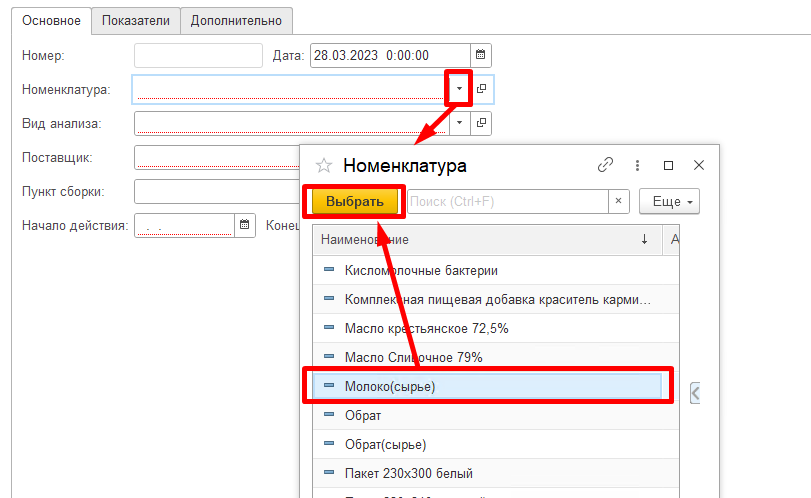 Основное Показатели Дополнительно
Номер: Дата: 28.03.2023 0:00:00
Номенклатура:
Вид анализа:
Поставщик:
Номенклатура
Пункт сборки:
Выбрать Поиск (Ctrl+F) × Еще
Начало действия: . . Конец
Наименование А
Кисломолочные бактерии
Комплексная пищевая добавка краситель карми...
Масло крестьянское 72,5%
Масло Сливочное 79%
Молоко(сырье)
Обрат
Обрат(сырье)
Пакет 230х300 белый